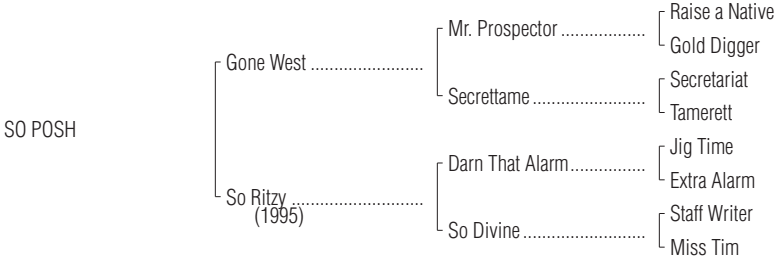 Raise a Native
Mr. Prospector ....................
Gold Digger
Gone West ..........................
Secretariat
Secrettame ..........................
Tamerett
SO POSH
Jig Time
Darn That Alarm .................
Extra Alarm
So Ritzy ..............................
(1995)
Staff Writer
So Divine ............................
Miss Tim